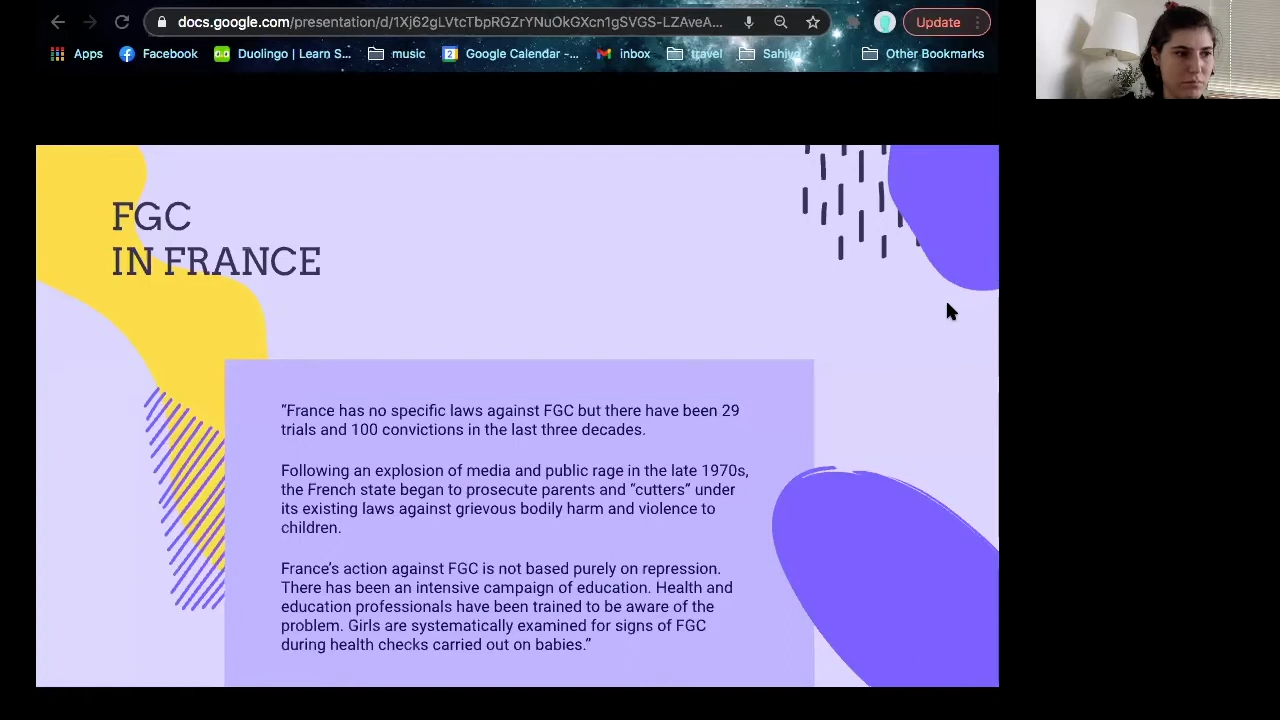 docs.google.com/presentation/d/1Xj62gLVtcTbpRGZrYNuOkGXcn1gSVGS-LZAveA...
Update
Apps
Facebook
Duolingo | Learn S...
music
2
Google Calendar -...
inbox
travel
Sahiyo
Other Bookmarks
FGC
IN FRANCE
“France has no specific laws against FGC but there have been 29
trials and 100 convictions in the last three decades.
Following an explosion of media and public rage in the late 1970s,
the French state began to prosecute parents and “cutters” under
its existing laws against grievous bodily harm and violence to
children.
France’s action against FGC is not based purely on repression.
There has been an intensive campaign of education. Health and
education professionals have been trained to be aware of the
problem. Girls are systematically examined for signs of FGC
during health checks carried out on babies.”